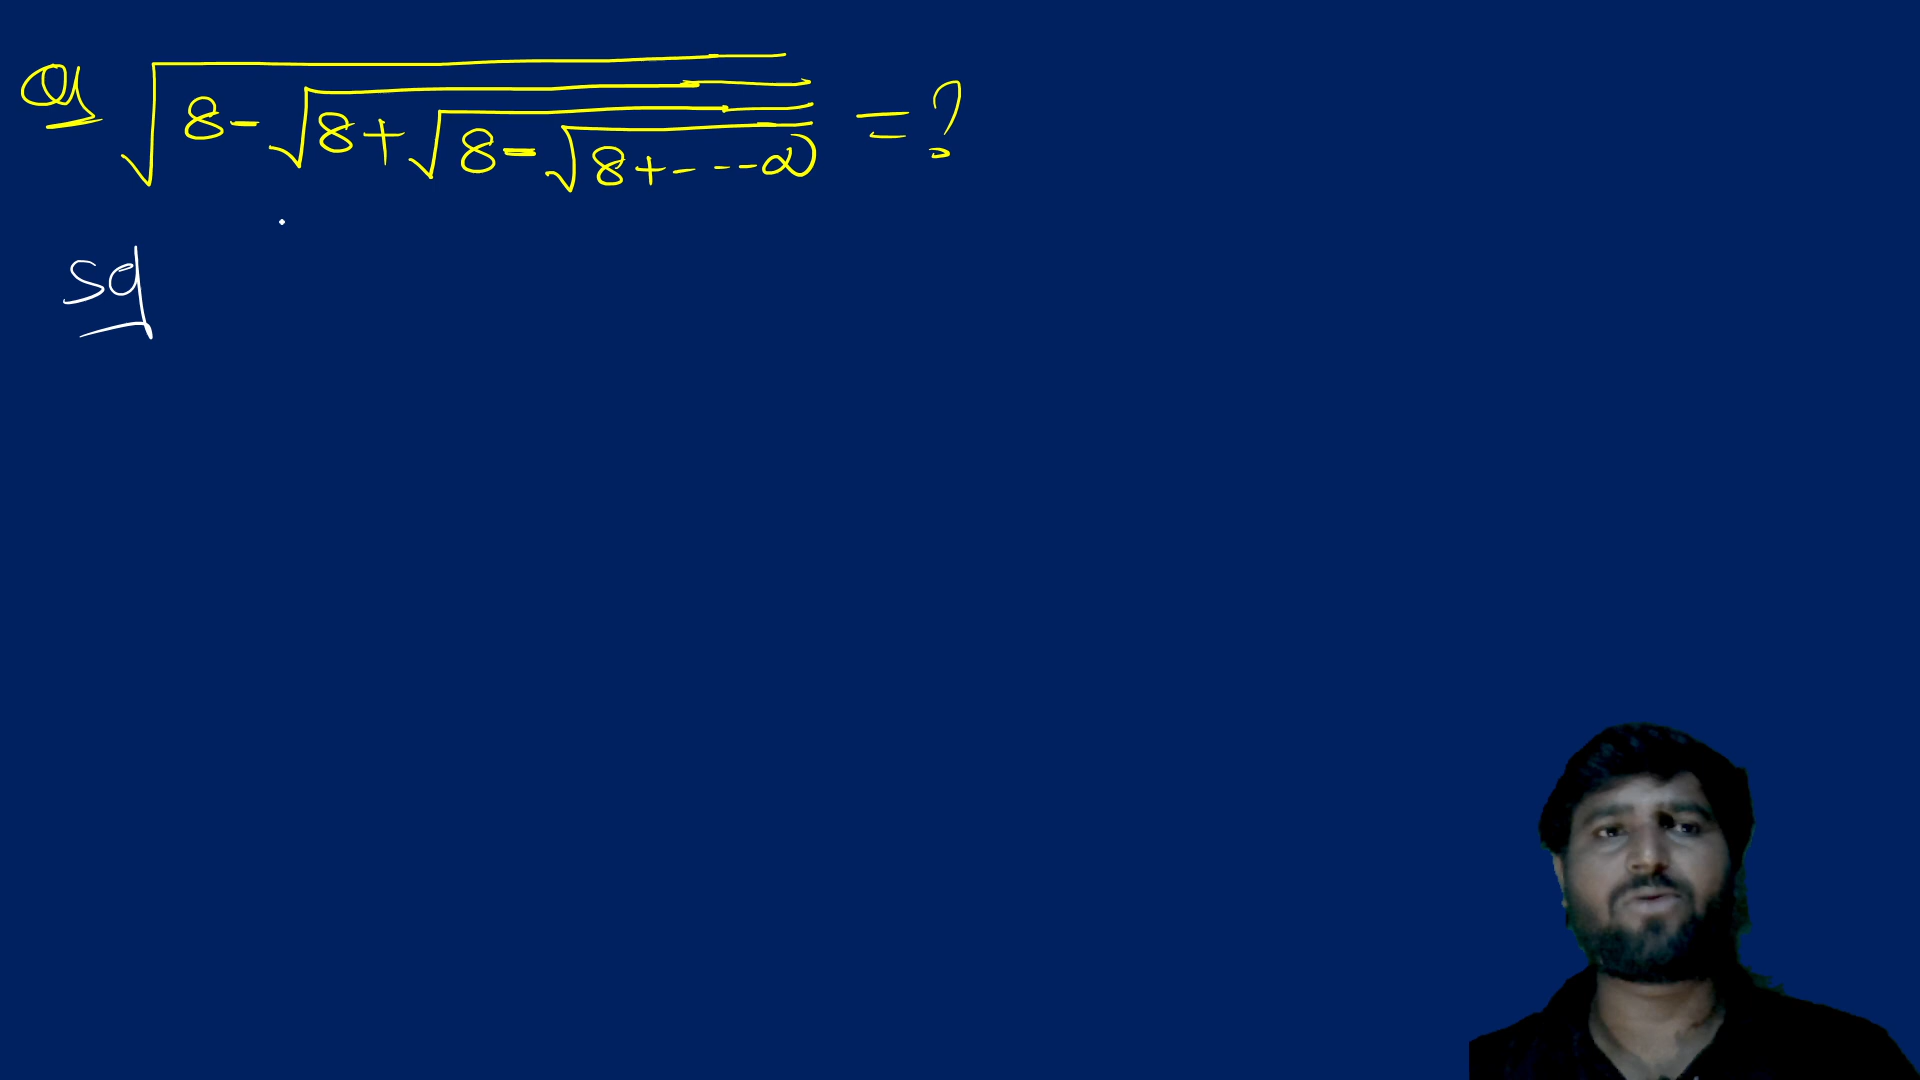 Q √8-√8+√8-√8+----∞ = ?
Sol